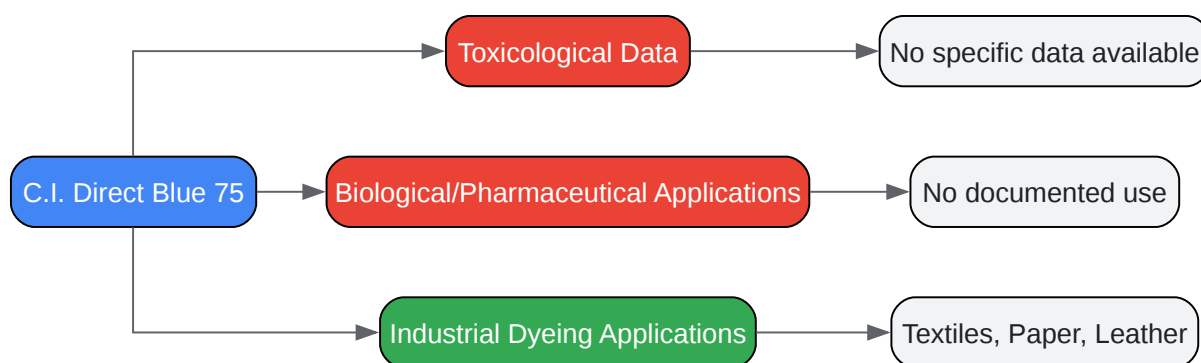 Toxicological Data
No specific data available
C.I. Direct Blue 75
Biological/Pharmaceutical Applications
No documented use
Industrial Dyeing Applications
Textiles, Paper, Leather